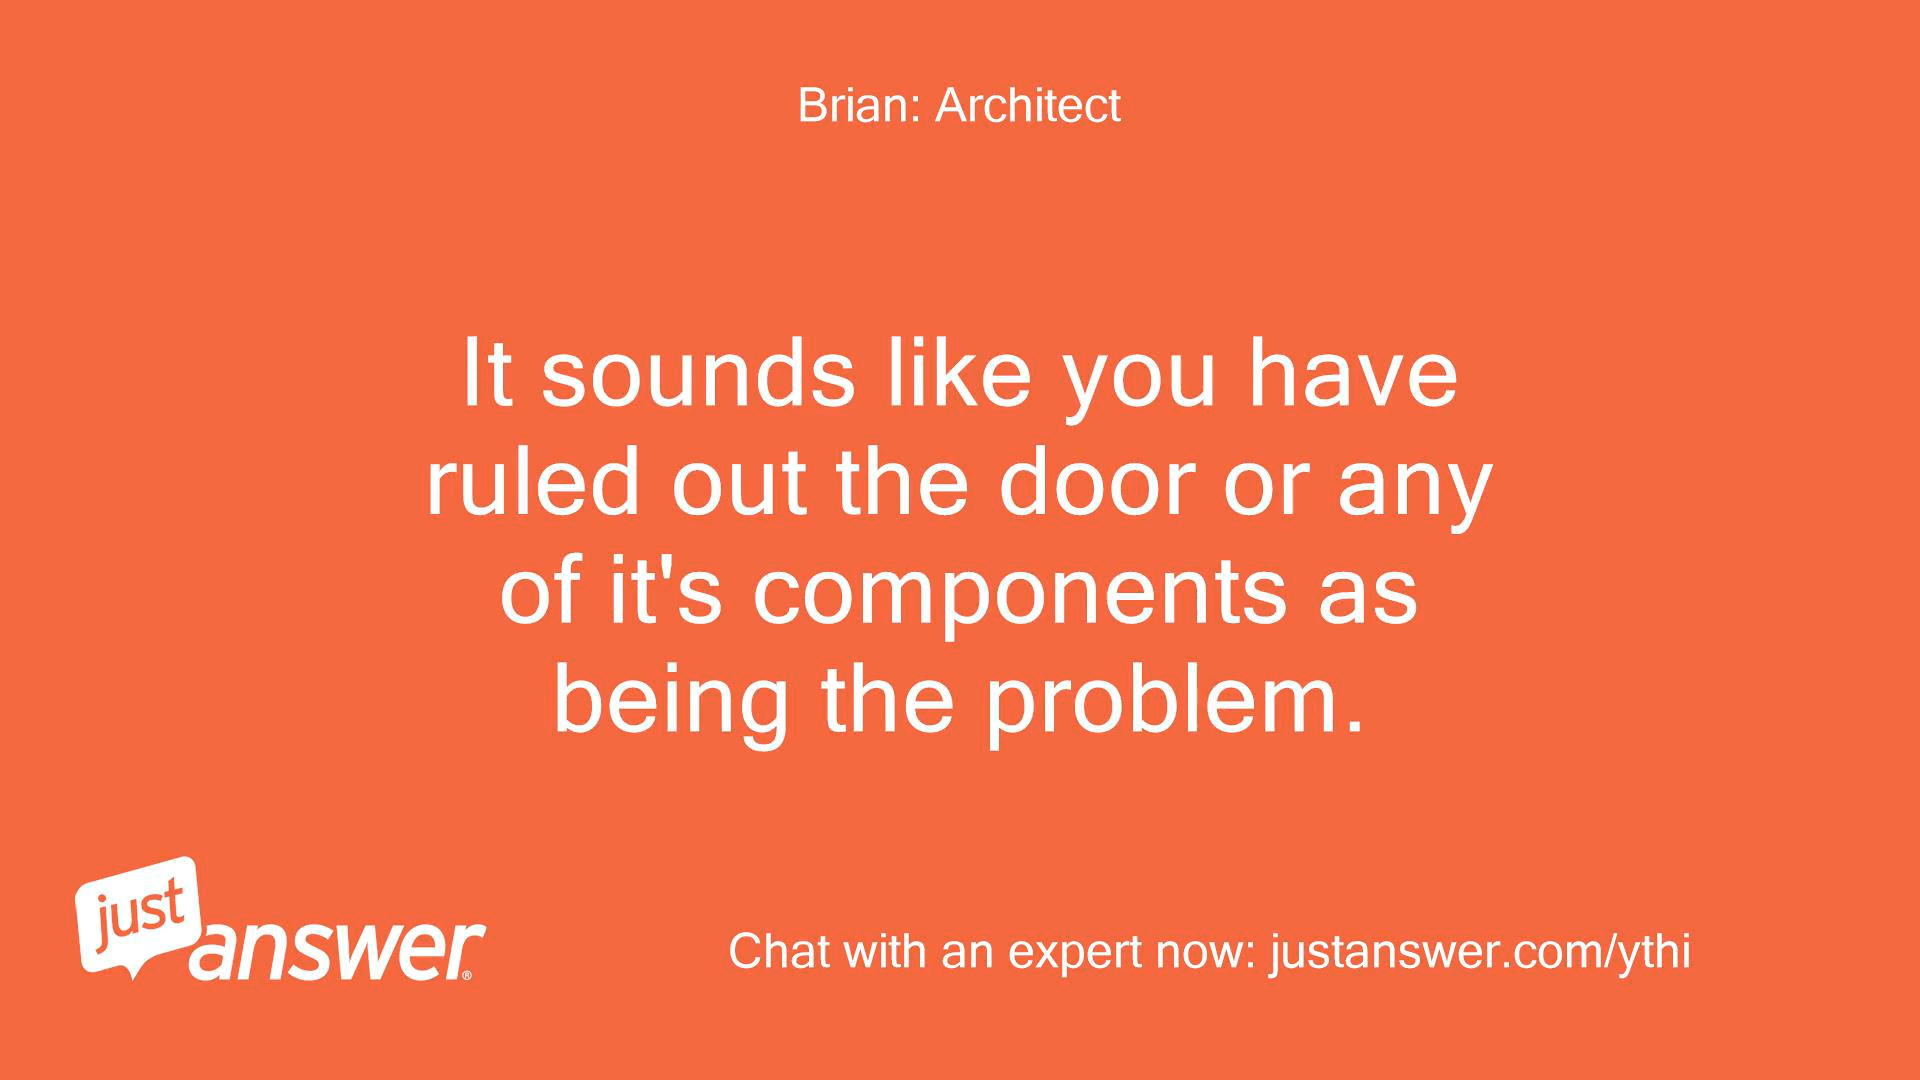 Brian: Architect
It sounds like you have
ruled out the door or any
of it's components as
being the problem.
just
answer®
Chat with an expert now: justanswer.com/ythi